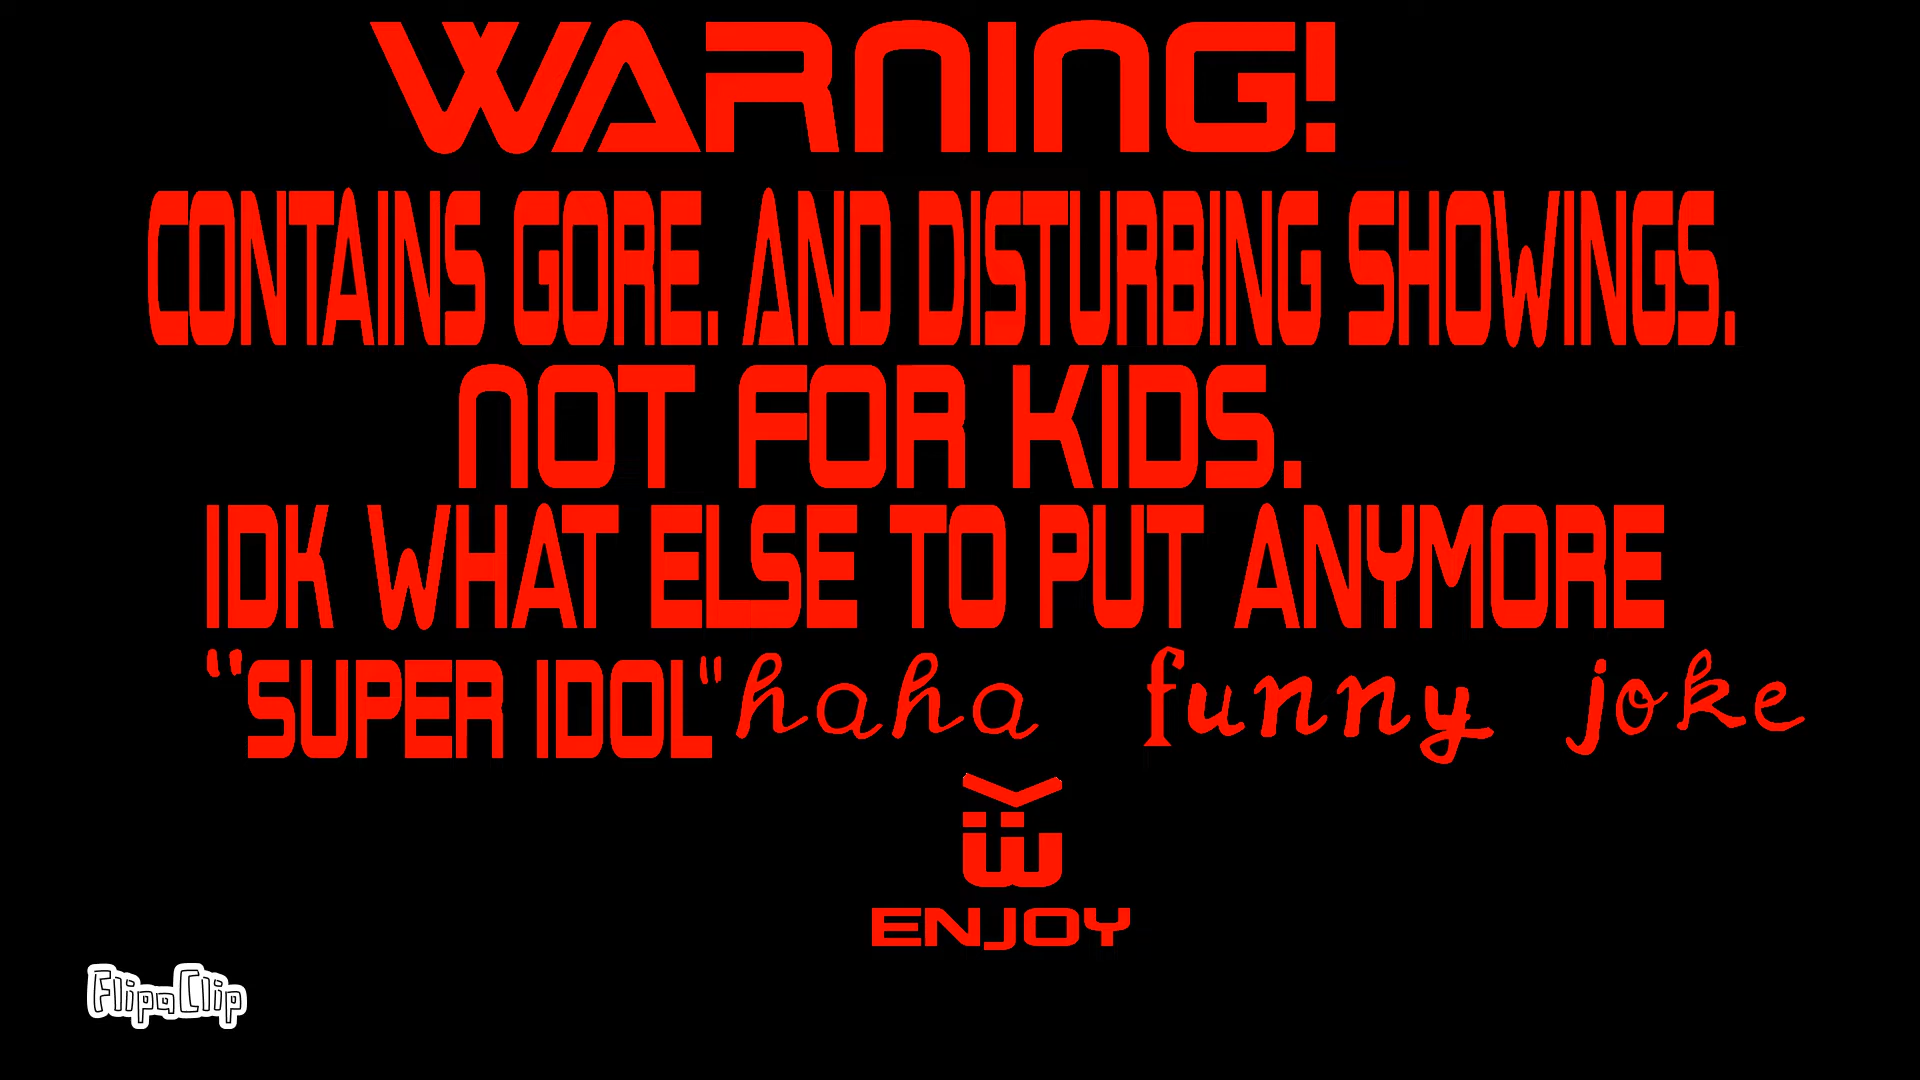 WARNING!
CONTAINS GORE. AND DISTURBING SHOWINGS.
NOT FOR KIDS.
IDK WHAT ELSE TO PUT ANYMORE
"SUPER IDOL" haha funny joke
ENJOY
FlipaClip